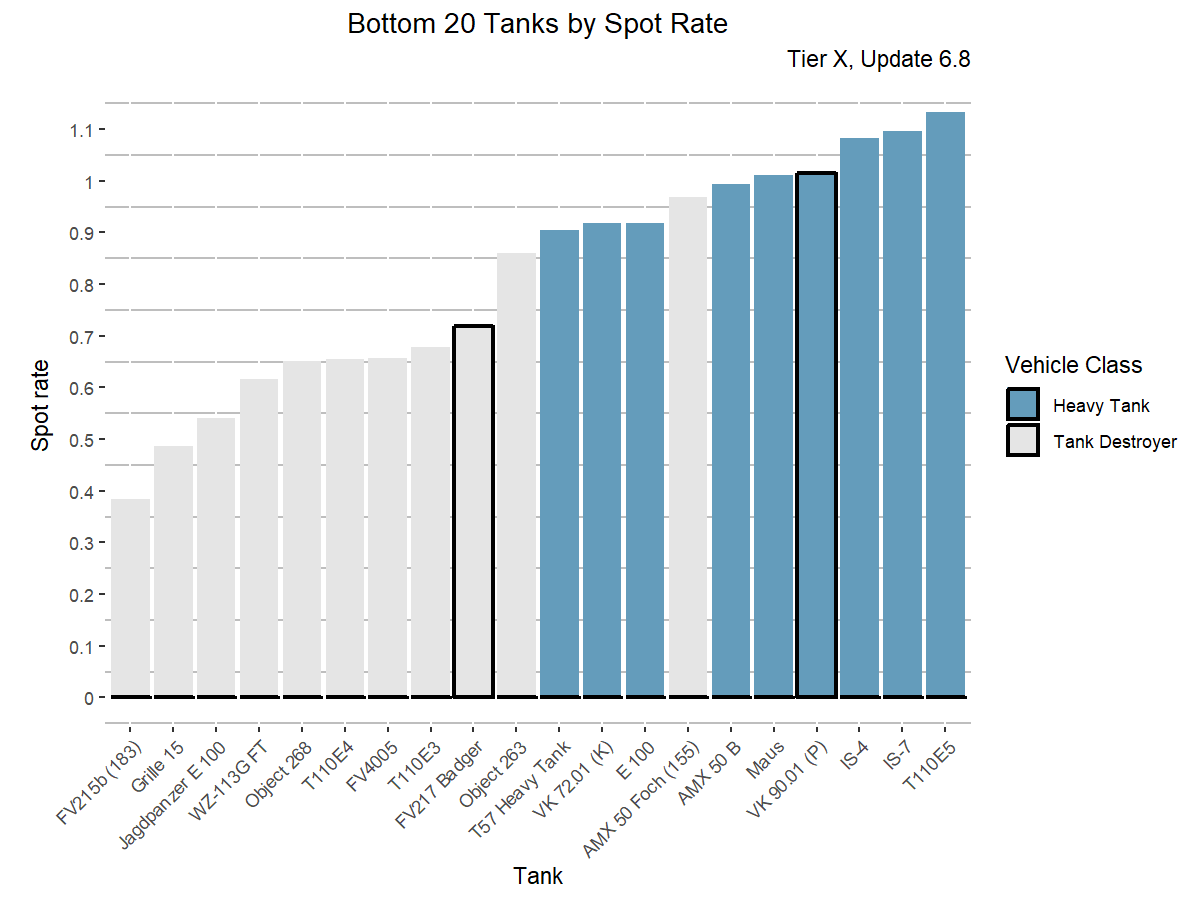 Bottom 20 Tanks by Spot Rate
Tier X, Update 6.8
1.1
1
0.9
0.8
0.7
0.6
0.5
0.4
0.3
0.2
0.1
0
Spot rate
FV215b (183)
Grille 15
Jagdpanzer E 100
WZ-113G FT
Object 268
T110E4
FV4005
T110E3
FV217 Badger
Object 263
T57 Heavy Tank
VK 72.01 (K)
E 100
AMX 50 Foch (155)
AMX 50 B
Maus
VK 90.01 (P)
IS-4
IS-7
T110E5
Tank
Vehicle Class
Heavy Tank
Tank Destroyer